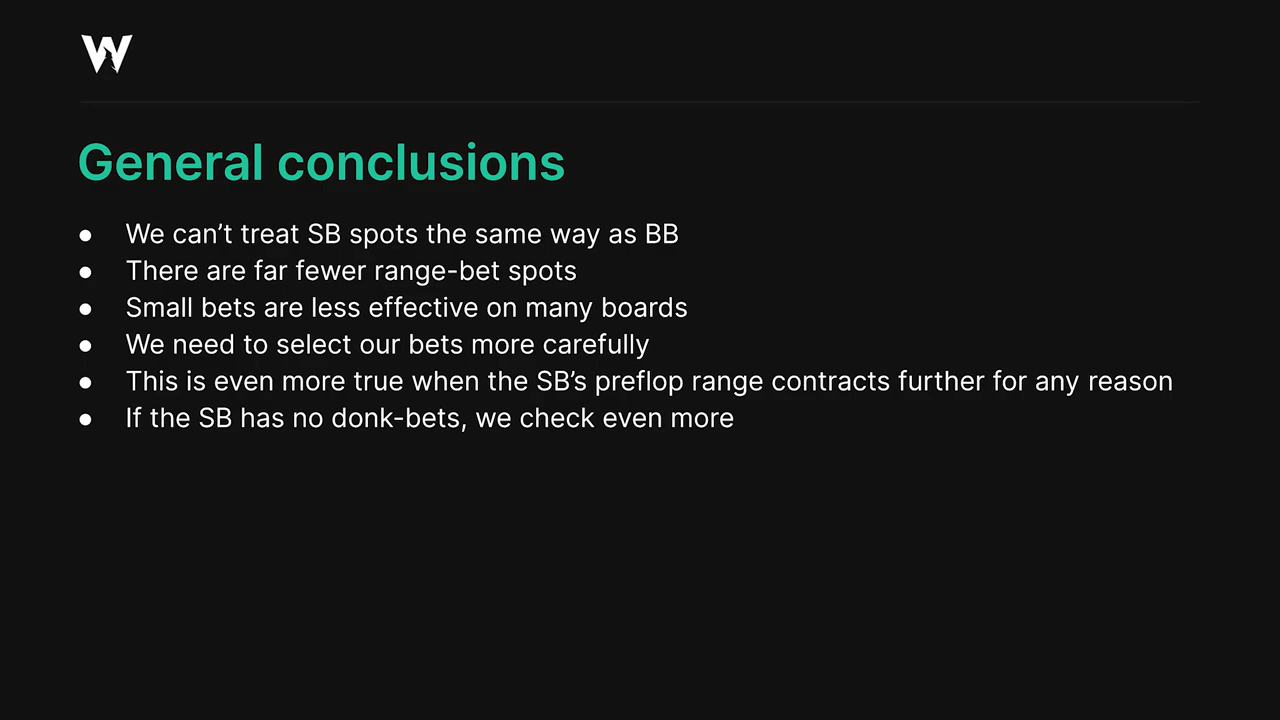 W
General conclusions
● We can’t treat SB spots the same way as BB
● There are far fewer range-bet spots
● Small bets are less effective on many boards
● We need to select our bets more carefully
● This is even more true when the SB’s preflop range contracts further for any reason
● If the SB has no donk-bets, we check even more